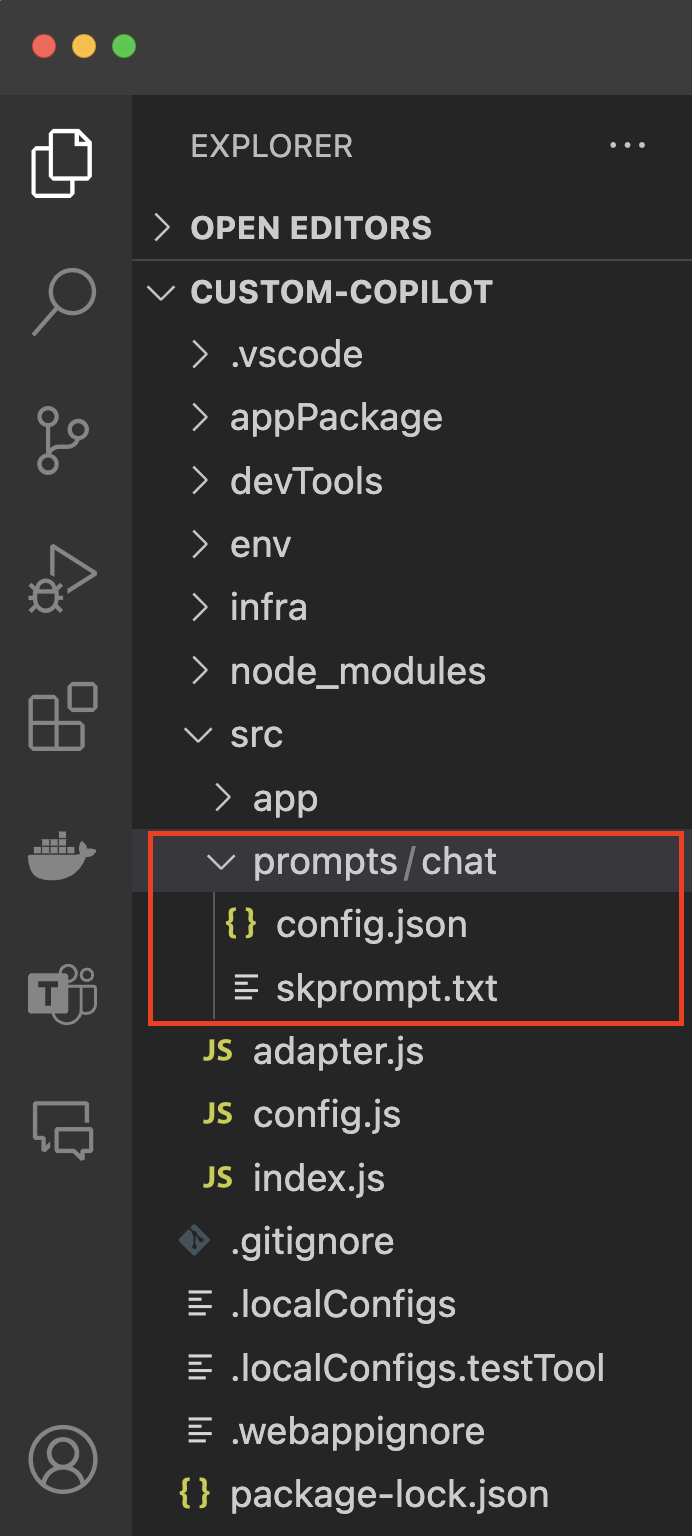 EXPLORER
OPEN EDITORS
CUSTOM-COPILOT
.vscode
appPackage
devTools
env
infra
node_modules
src
app
prompts/chat
{} config.json
skprompt.txt
JS adapter.js
JS config.js
JS index.js
.gitignore
.localConfigs
.localConfigs.testTool
.webappignore
{} package-lock.json
T